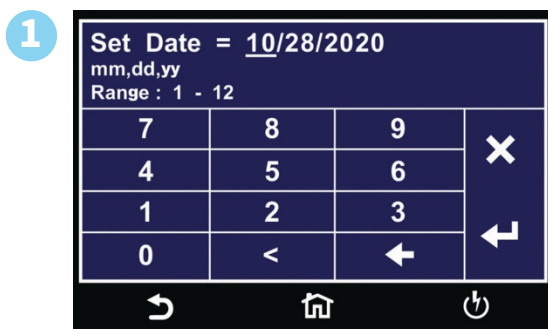 1
Set Date = 10/28/2020
mm,dd,yy
Range : 1 - 12
7 8 9
4 5 6
1 2 3
0 <